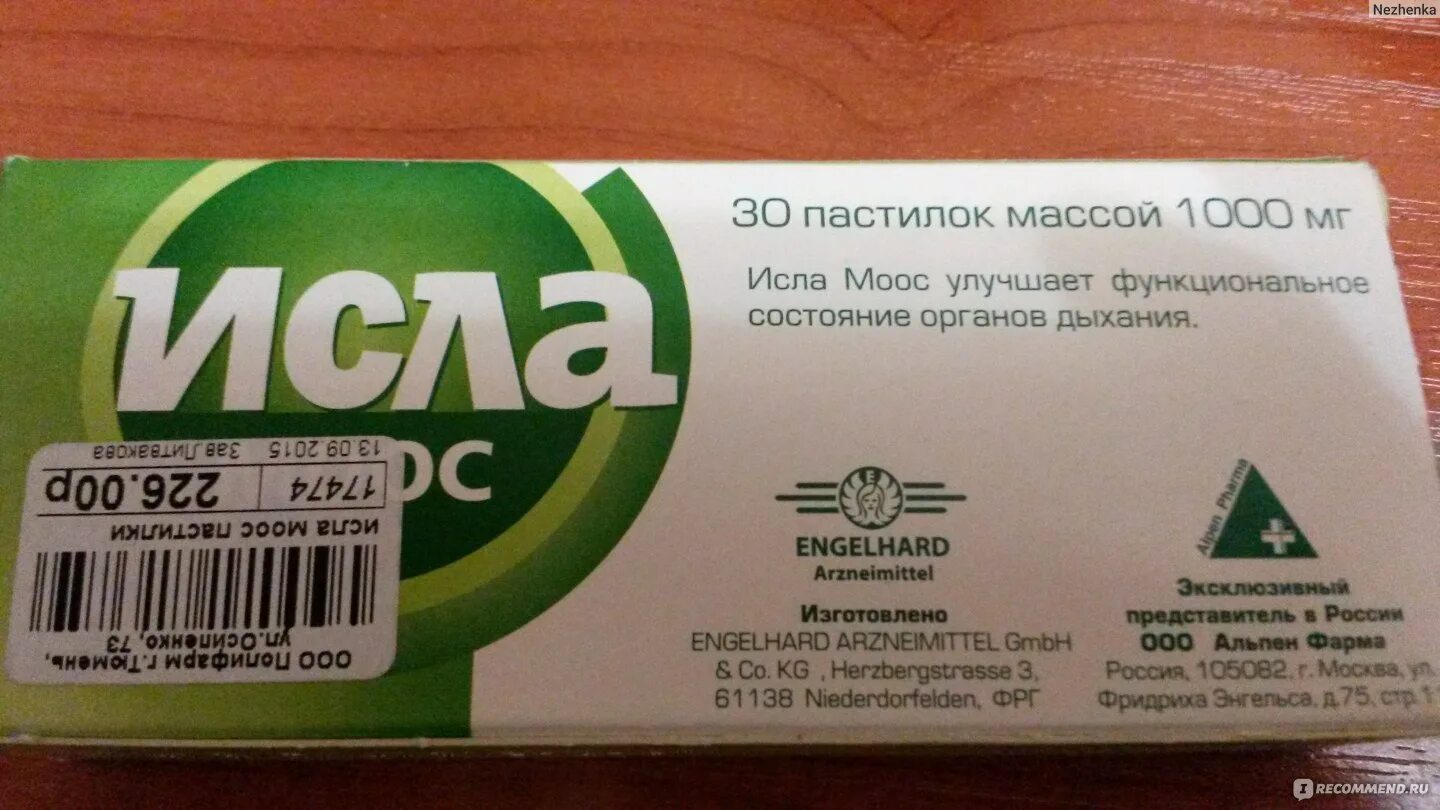 Nezhenka
исла
ос
30 пастилок массой 1000 мг
Исла Моос улучшает функциональное
состояние органов дыхания.
E
ENGELHARD
Arzneimittel
Изготовлено
ENGELHARD ARZNEIMITTEL GmbH
& Co. KG , Herzbergstrasse 3,
61138 Niederdorfelden, ФРГ
Alpen Pharma
Эксклюзивный
представитель в России
ООО Альпен Фарма
Россия, 105082, г. Москва, ул.
Фридриха Энгельса, д.75, стр.1
ООО Полифарм г.Тюмень,
ул.Осипенко, 73
исла моос пастилки
17474 226.00р
13.09.2015 Зав.Литвакова
I RECOMMEND.RU